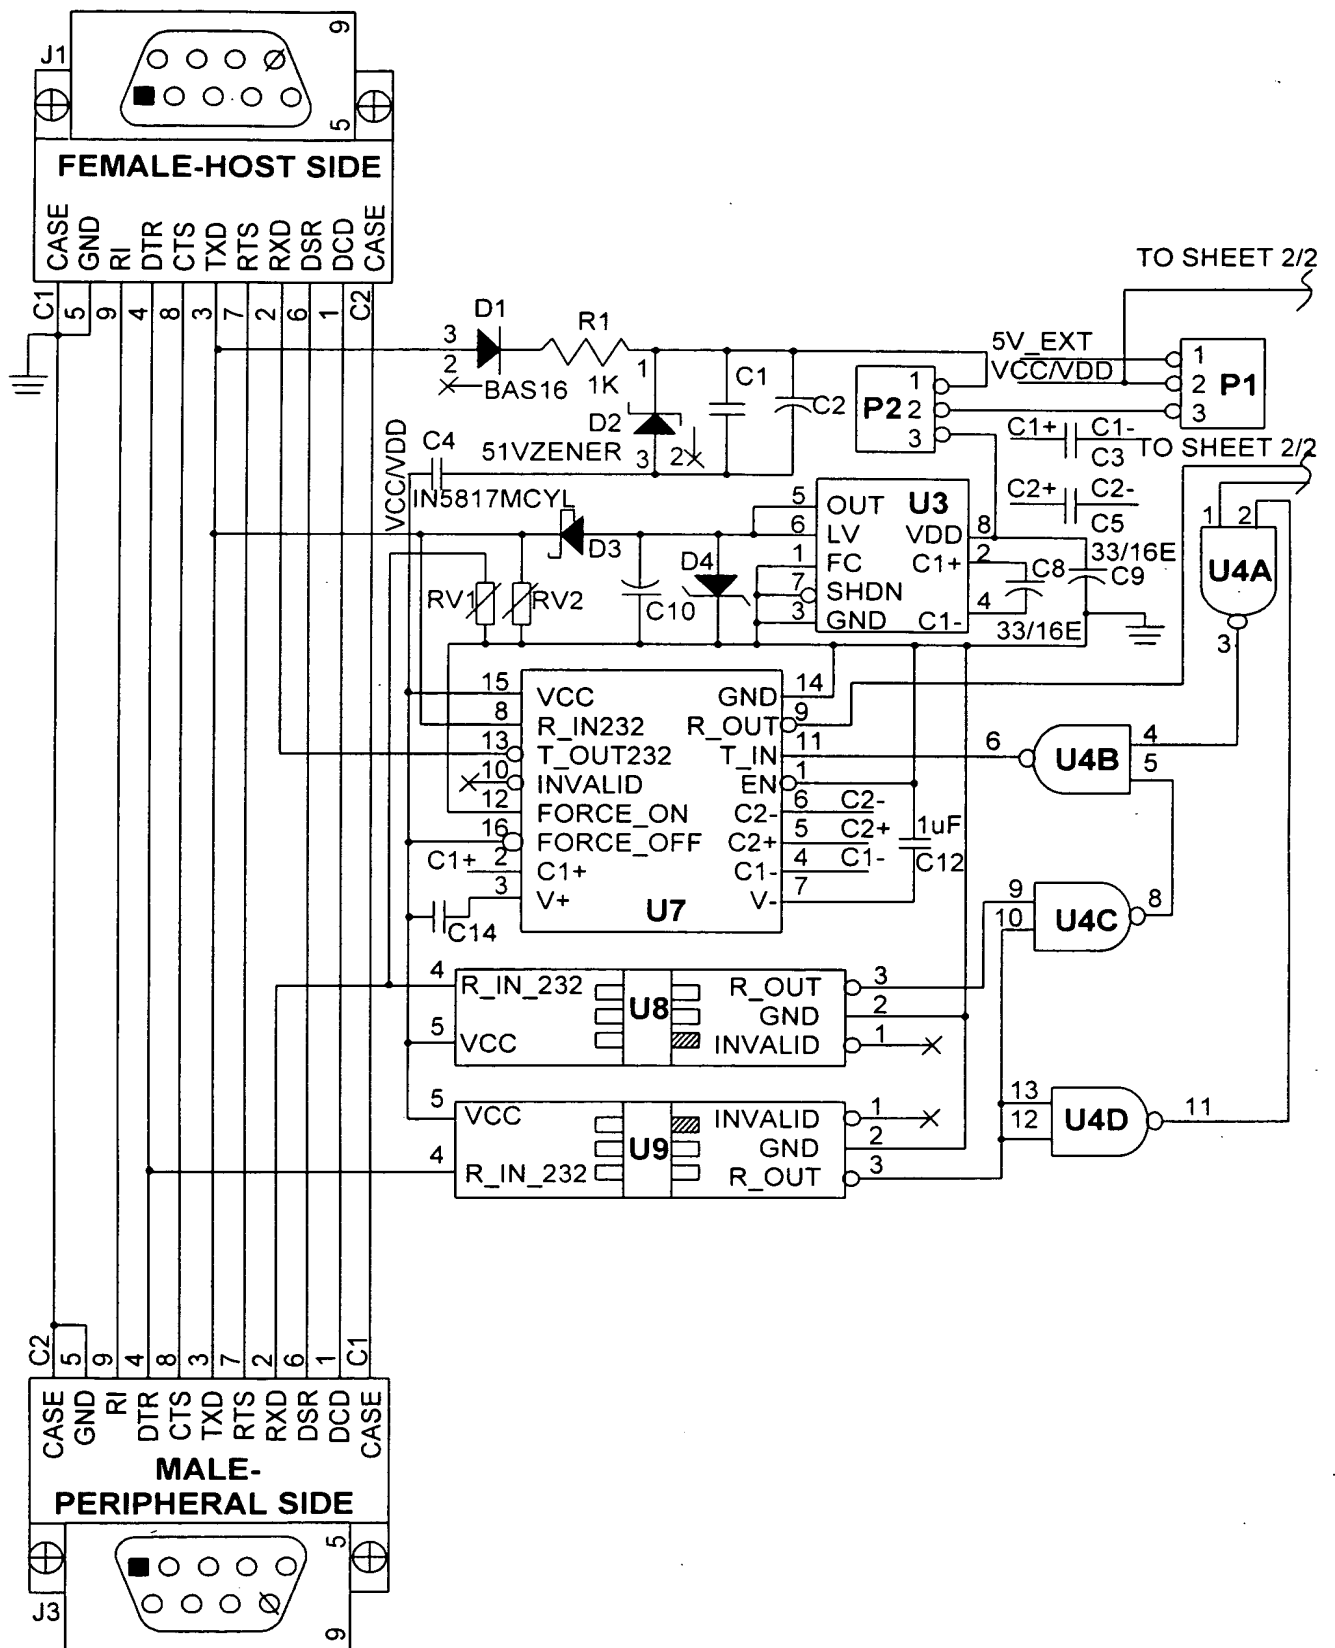 9
J1
5
FEMALE-HOST SIDE
CASE GND RI DTR CTS TXD RTS RXD DSR DCD CASE
C1 5 9 4 8 3 7 2 6 1 C2
TO SHEET 2/2
D1
3
2
BAS16
R1
1K
1
D2
51VZENER
3 2
C1
C2
P2
1
2
3
5V_EXT
VCC/VDD
1
2
3
P1
C1+ C1-
C3
TO SHEET 2/2
C2+ C2-
C5
VCC/VDD
C4
IN5817MCYL
D3
RV1
RV2
C10
D4
5 OUT
6 LV
1 FC
7 SHDN
3 GND
U3
VDD 8
C1+ 2
C1- 4
C8
33/16E
33/16E
C9
1 2
U4A
3
15 VCC
8 R_IN232
13 T_OUT232
10 INVALID
12 FORCE_ON
16 FORCE_OFF
C1+ 2 C1+
3 V+
C14
GND 14
R_OUT 9
T_IN 11
EN 1
C2- 6 C2-
C2+ 5 C2+
C1- 4 C1-
V- 7
U7
1uF
C12
6 U4B 4
5
9
10
U4C 8
4 R_IN_232
5 VCC
U8
R_OUT 3
GND 2
INVALID 1
5 VCC
4 R_IN_232
U9
INVALID 1
GND 2
R_OUT 3
13
12
U4D 11
C2 5 9 4 8 3 7 2 6 1 C1
CASE GND RI DTR CTS TXD RTS RXD DSR DCD CASE
MALE-
PERIPHERAL SIDE
5
J3
9